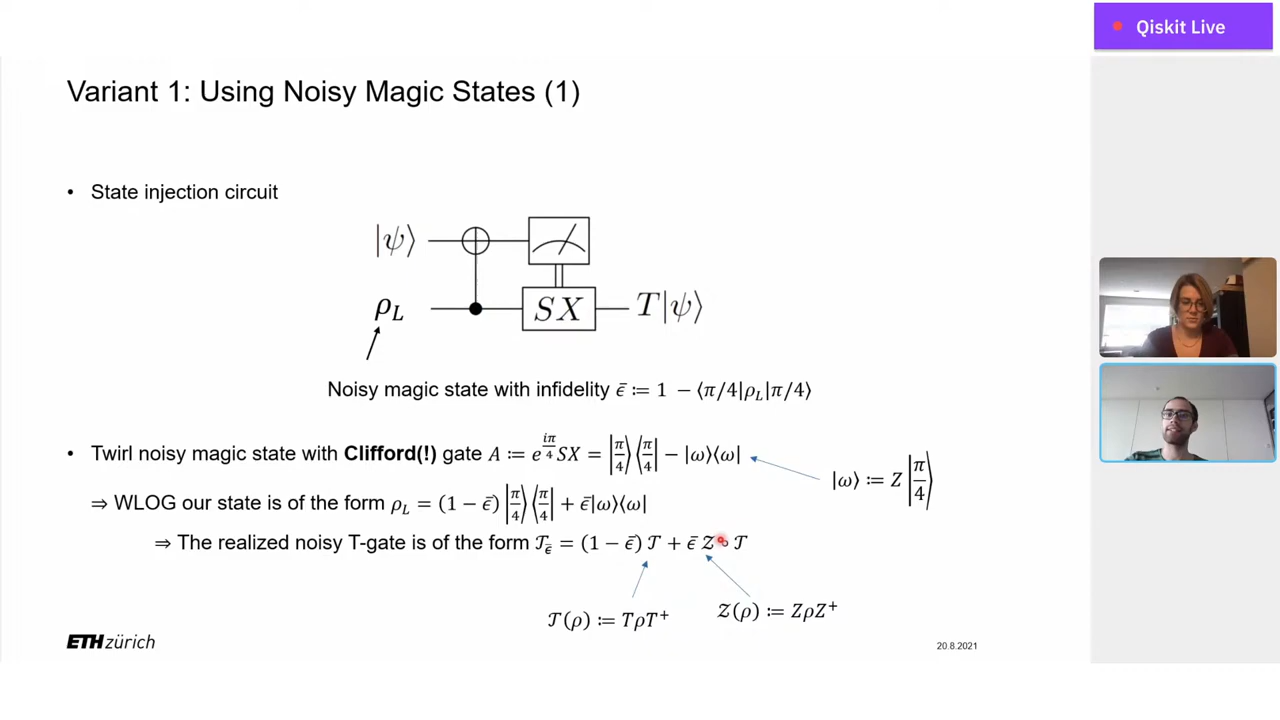 Qiskit Live
Variant 1: Using Noisy Magic States (1)
• State injection circuit
|ψ⟩
ρ_L SX T|ψ⟩
Noisy magic state with infidelity ε̄ ≔ 1 − ⟨π/4|ρ_L|π/4⟩
• Twirl noisy magic state with Clifford(!) gate A ≔ e^{iπ/4} SX = |π/4⟩⟨π/4| − |ω⟩⟨ω|
|ω⟩ ≔ Z|π/4⟩
⇒ WLOG our state is of the form ρ_L = (1 − ε̄)|π/4⟩⟨π/4| + ε̄|ω⟩⟨ω|
⇒ The realized noisy T-gate is of the form 𝒯_ε̄ = (1 − ε̄) 𝒯 + ε̄ 𝒵 ∘ 𝒯
𝒯(ρ) ≔ TρT⁺ 𝒵(ρ) ≔ ZρZ⁺
ETH zürich
20.8.2021